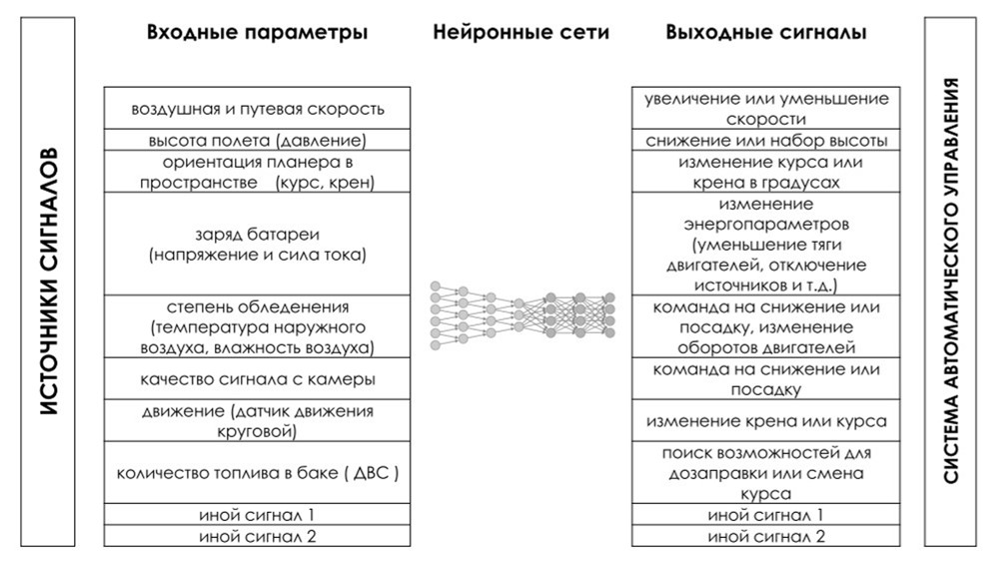 ИСТОЧНИКИ СИГНАЛОВ
Входные параметры
воздушная и путевая скорость
высота полета (давление)
ориентация планера в
пространстве (курс, крен)
заряд батареи
(напряжение и сила тока)
степень обледенения
(температура наружного
воздуха, влажность воздуха)
качество сигнала с камеры
движение (датчик движения
круговой)
количество топлива в баке ( ДВС )
иной сигнал 1
иной сигнал 2
Нейронные сети
Выходные сигналы
увеличение или уменьшение
скорости
снижение или набор высоты
изменение курса или
крена в градусах
изменение
энергопараметров
(уменьшение тяги
двигателей, отключение
источников и т.д.)
команда на снижение или
посадку, изменение
оборотов двигателей
команда на снижение или
посадку
изменение крена или курса
поиск возможностей для
дозаправки или смена
курса
иной сигнал 1
иной сигнал 2
СИСТЕМА АВТОМАТИЧЕСКОГО УПРАВЛЕНИЯ